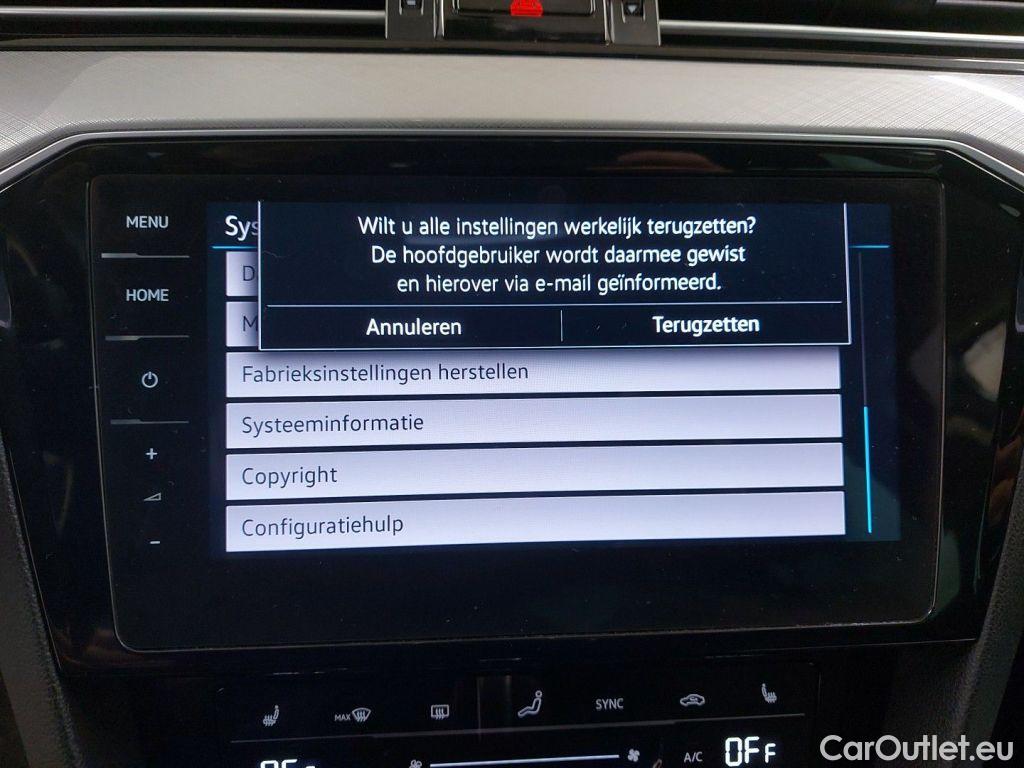 MENU
HOME
Wilt u alle instellingen werkelijk terugzetten?
De hoofdgebruiker wordt daarmee gewist
en hierover via e-mail geïnformeerd.
Annuleren Terugzetten
Fabrieksinstellingen herstellen
Systeeminformatie
Copyright
Configuratiehulp
+
-
MAX
SYNC
A/C
OFF
CarOutlet.eu